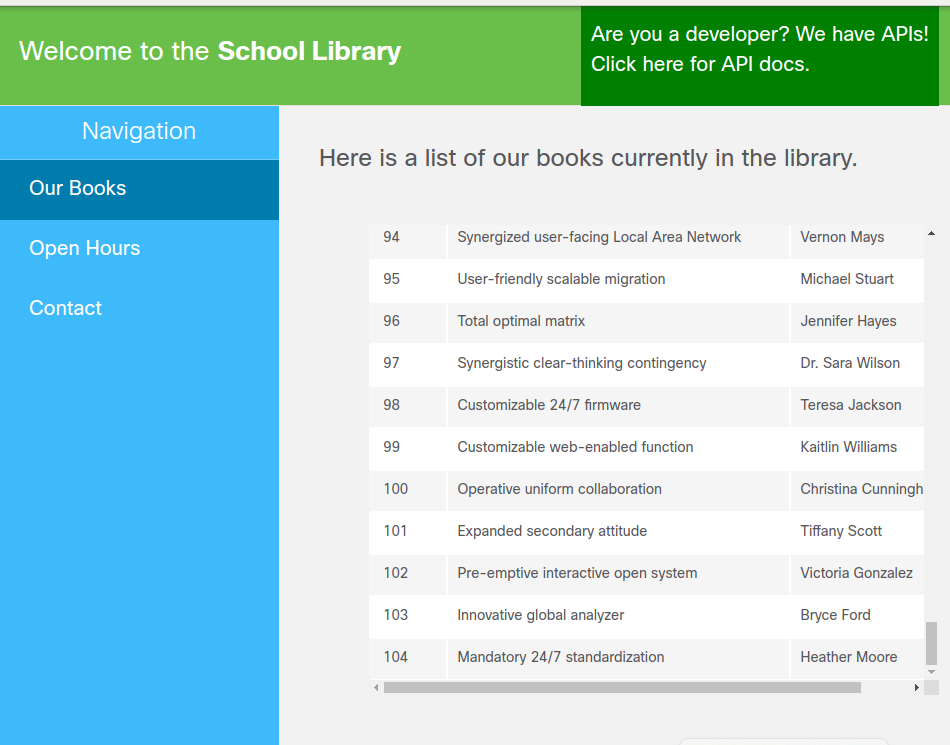 Welcome to the School Library
Are you a developer? We have APIs!
Click here for API docs.
Navigation
Our Books
Open Hours
Contact
Here is a list of our books currently in the library.
94 Synergized user-facing Local Area Network Vernon Mays
95 User-friendly scalable migration Michael Stuart
96 Total optimal matrix Jennifer Hayes
97 Synergistic clear-thinking contingency Dr. Sara Wilson
98 Customizable 24/7 firmware Teresa Jackson
99 Customizable web-enabled function Kaitlin Williams
100 Operative uniform collaboration Christina Cunningh
101 Expanded secondary attitude Tiffany Scott
102 Pre-emptive interactive open system Victoria Gonzalez
103 Innovative global analyzer Bryce Ford
104 Mandatory 24/7 standardization Heather Moore